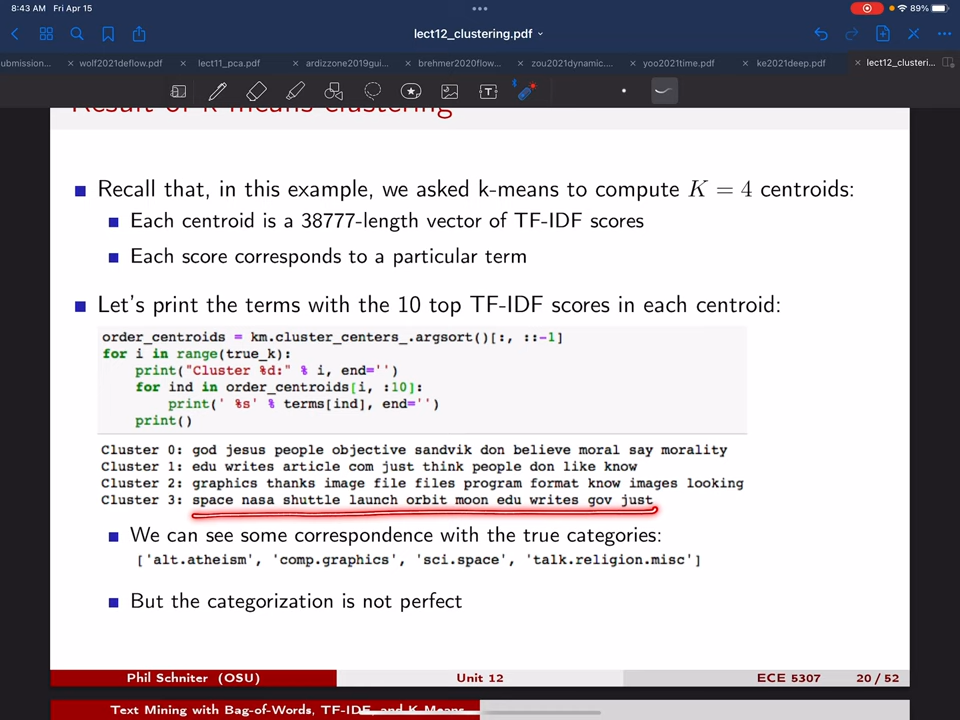 8:43 AM Fri Apr 15
89%
lect12_clustering.pdf
ubmission...
wolf2021deflow.pdf
lect11_pca.pdf
ardizzone2019gui...
brehmer2020flow...
zou2021dynamic....
yoo2021time.pdf
ke2021deep.pdf
lect12_clusteri...
Result of k-means clustering
Recall that, in this example, we asked k-means to compute K = 4 centroids:
Each centroid is a 38777-length vector of TF-IDF scores
Each score corresponds to a particular term
Let's print the terms with the 10 top TF-IDF scores in each centroid:
order_centroids = km.cluster_centers_.argsort()[:, ::-1]
for i in range(true_k):
    print("Cluster %d:" % i, end='')
    for ind in order_centroids[i, :10]:
        print(' %s' % terms[ind], end='')
    print()
Cluster 0: god jesus people objective sandvik don believe moral say morality
Cluster 1: edu writes article com just think people don like know
Cluster 2: graphics thanks image file files program format know images looking
Cluster 3: space nasa shuttle launch orbit moon edu writes gov just
We can see some correspondence with the true categories:
['alt.atheism', 'comp.graphics', 'sci.space', 'talk.religion.misc']
But the categorization is not perfect
Phil Schniter (OSU)
Unit 12
ECE 5307
20 / 52
Text Mining with Bag-of-Words, TF-IDF, and K-Means